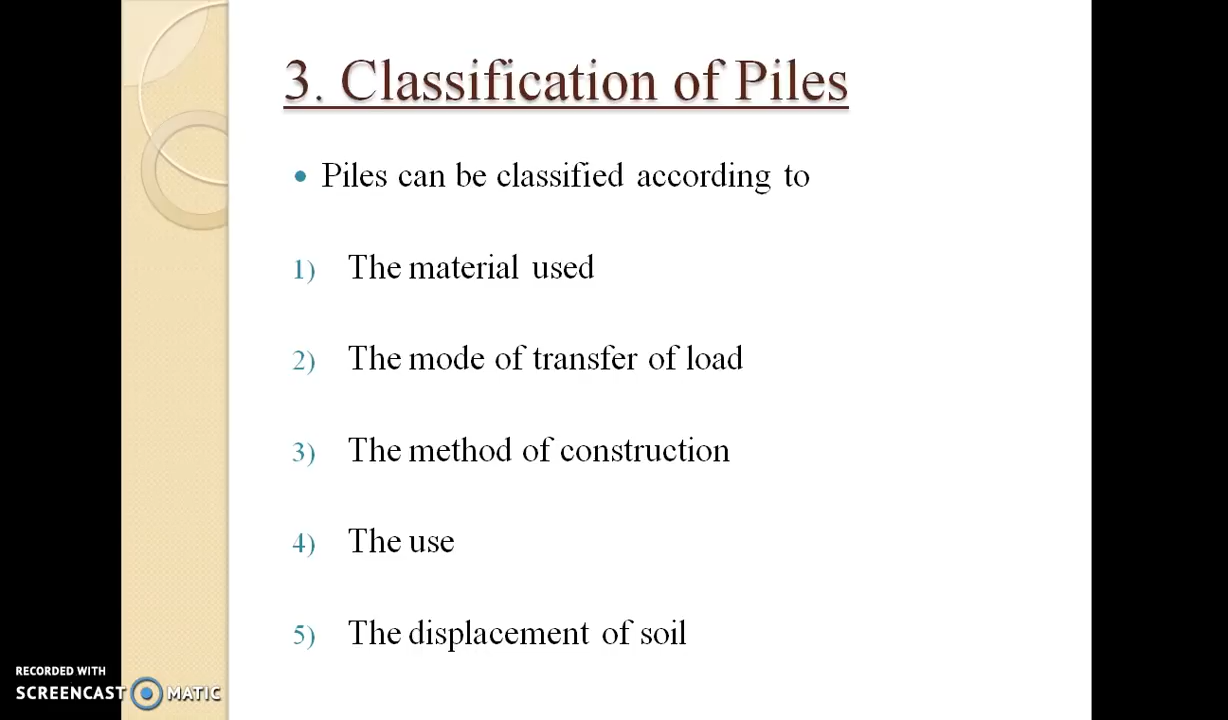 3. Classification of Piles
• Piles can be classified according to
1) The material used
2) The mode of transfer of load
3) The method of construction
4) The use
5) The displacement of soil
RECORDED WITH
SCREENCAST MATIC